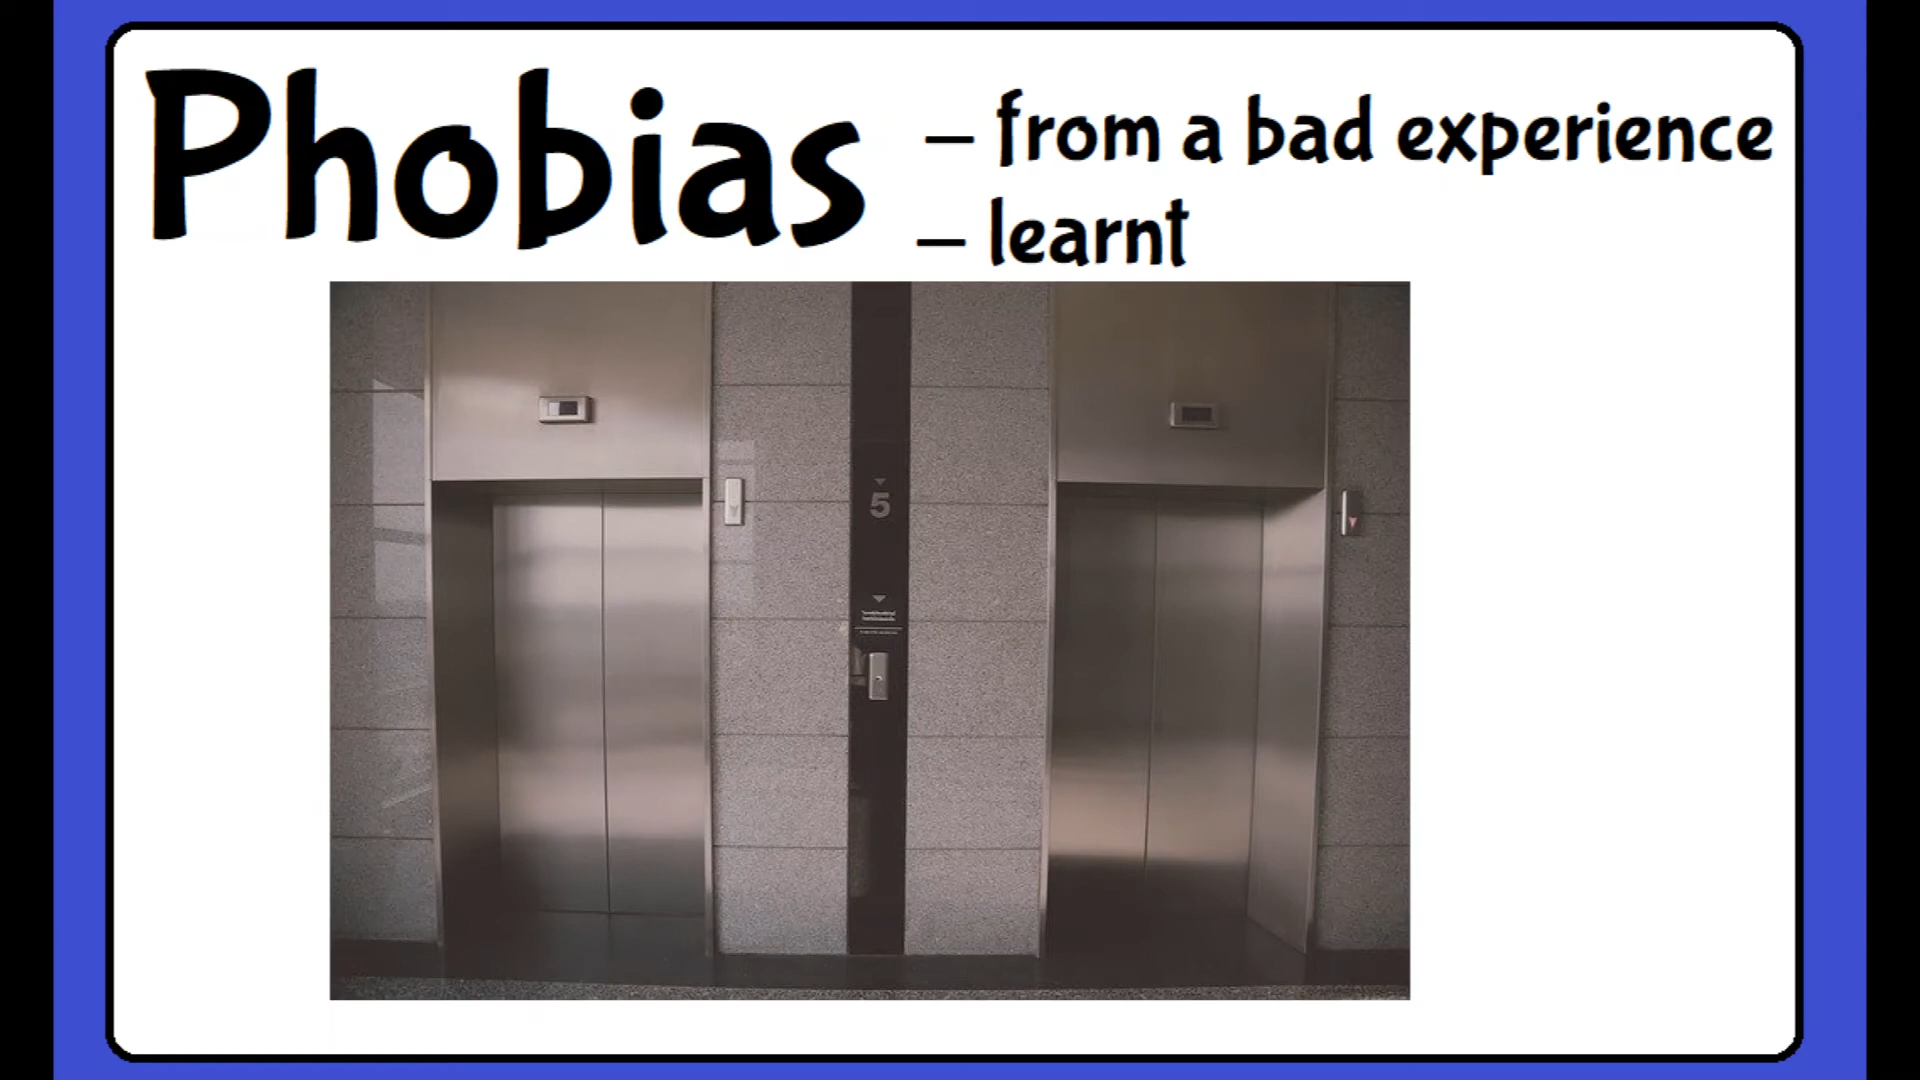 Phobias
– from a bad experience
– learnt
5